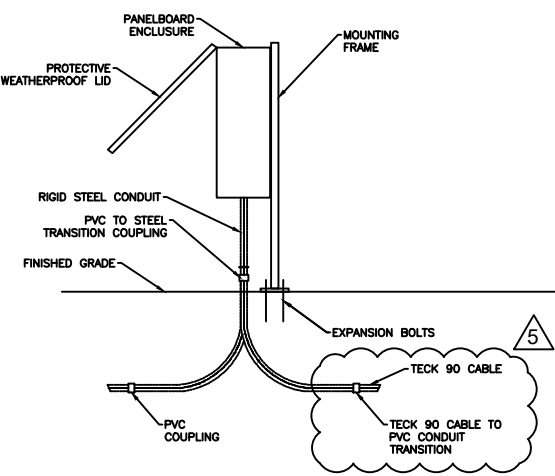 PANELBOARD
ENCLUSURE
MOUNTING
FRAME
PROTECTIVE
WEATHERPROOF LID
RIGID STEEL CONDUIT
PVC TO STEEL
TRANSITION COUPLING
FINISHED GRADE
EXPANSION BOLTS
5
TECK 90 CABLE
PVC
COUPLING
TECK 90 CABLE TO
PVC CONDUIT
TRANSITION